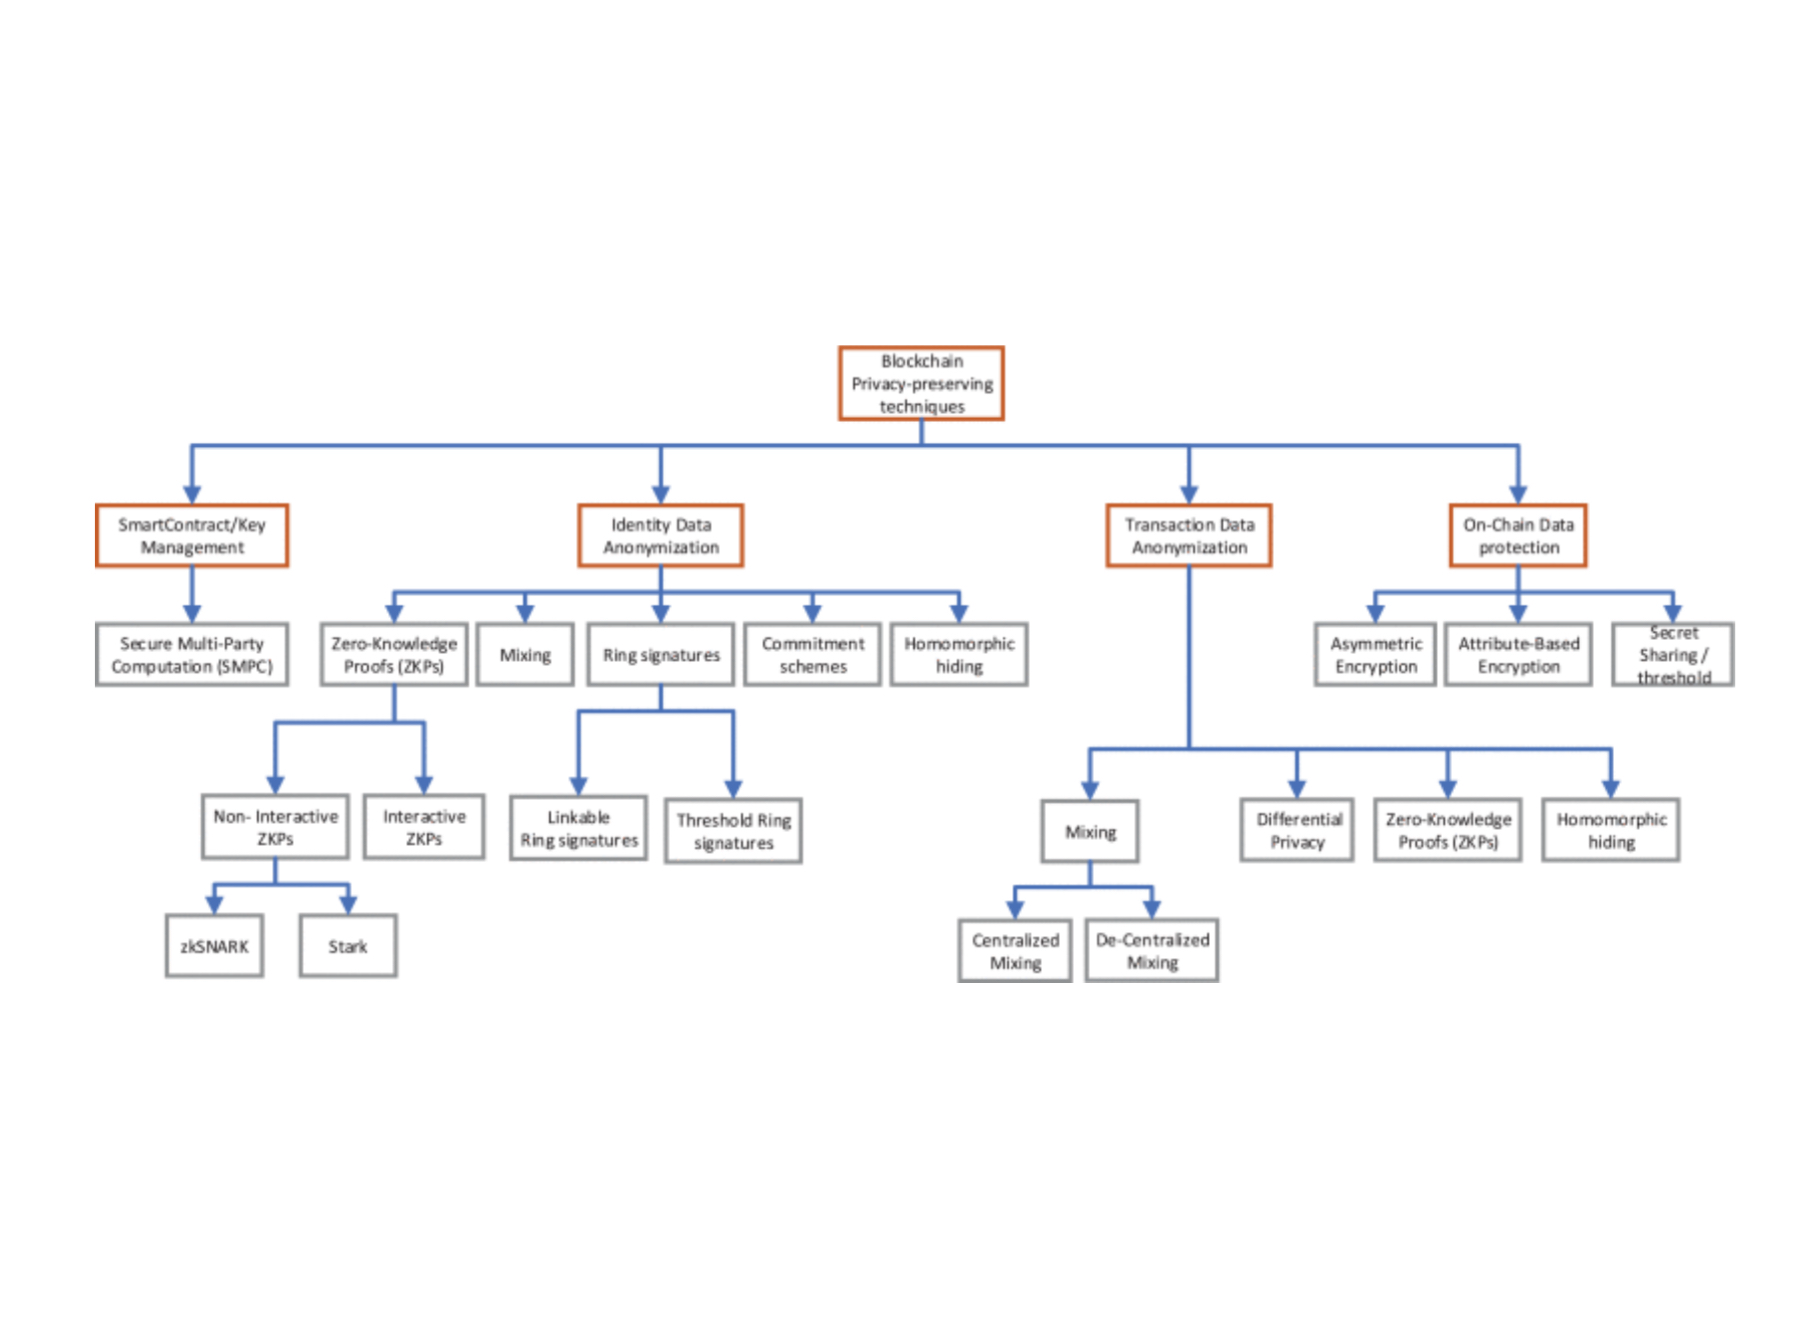 Blockchain
Privacy-preserving
techniques
SmartContract/Key
Management
Identity Data
Anonymization
Transaction Data
Anonymization
On-Chain Data
protection
Secure Multi-Party
Computation (SMPC)
Zero-Knowledge
Proofs (ZKPs)
Mixing
Ring signatures
Commitment
schemes
Homomorphic
hiding
Asymmetric
Encryption
Attribute-Based
Encryption
Secret
Sharing /
threshold
Non- Interactive
ZKPs
Interactive
ZKPs
Linkable
Ring signatures
Threshold Ring
signatures
Mixing
Differential
Privacy
Zero-Knowledge
Proofs (ZKPs)
Homomorphic
hiding
zkSNARK
Stark
Centralized
Mixing
De-Centralized
Mixing